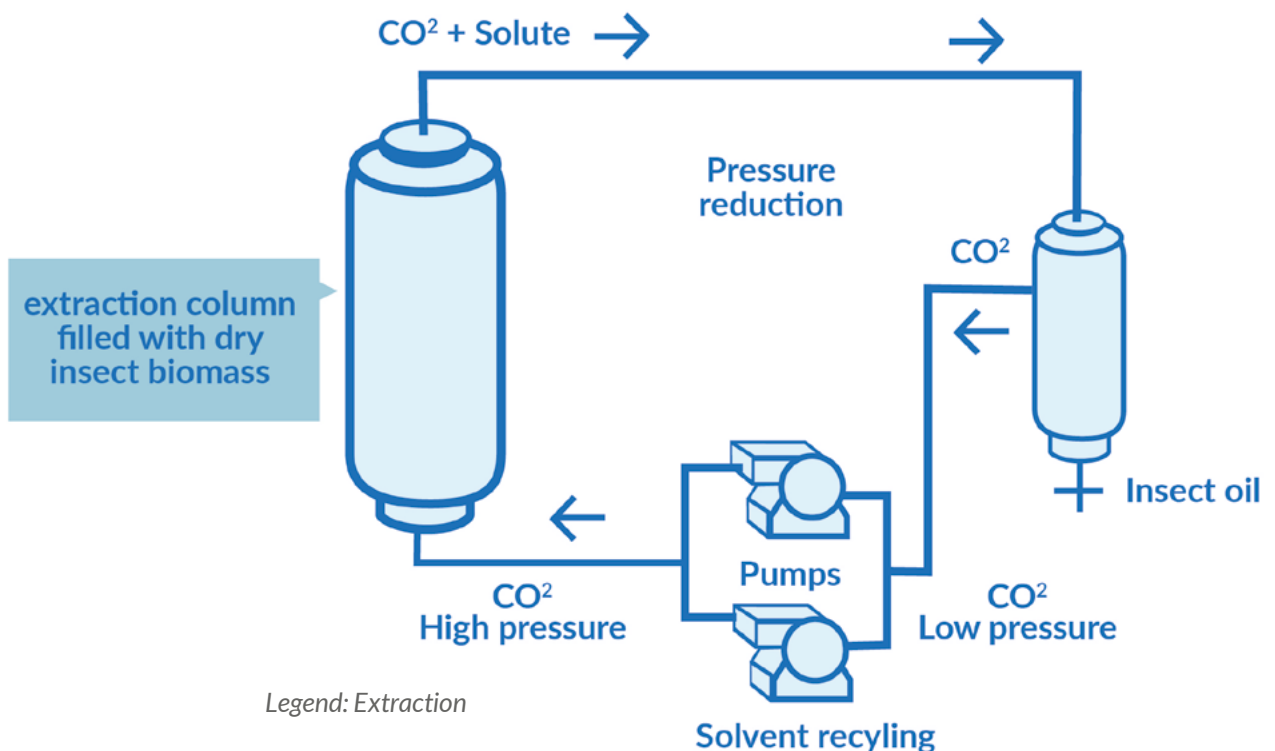 CO² + Solute
Pressure
reduction
CO²
extraction column
filled with dry
insect biomass
Insect oil
Pumps
CO²
High pressure
CO²
Low pressure
Legend: Extraction
Solvent recyling